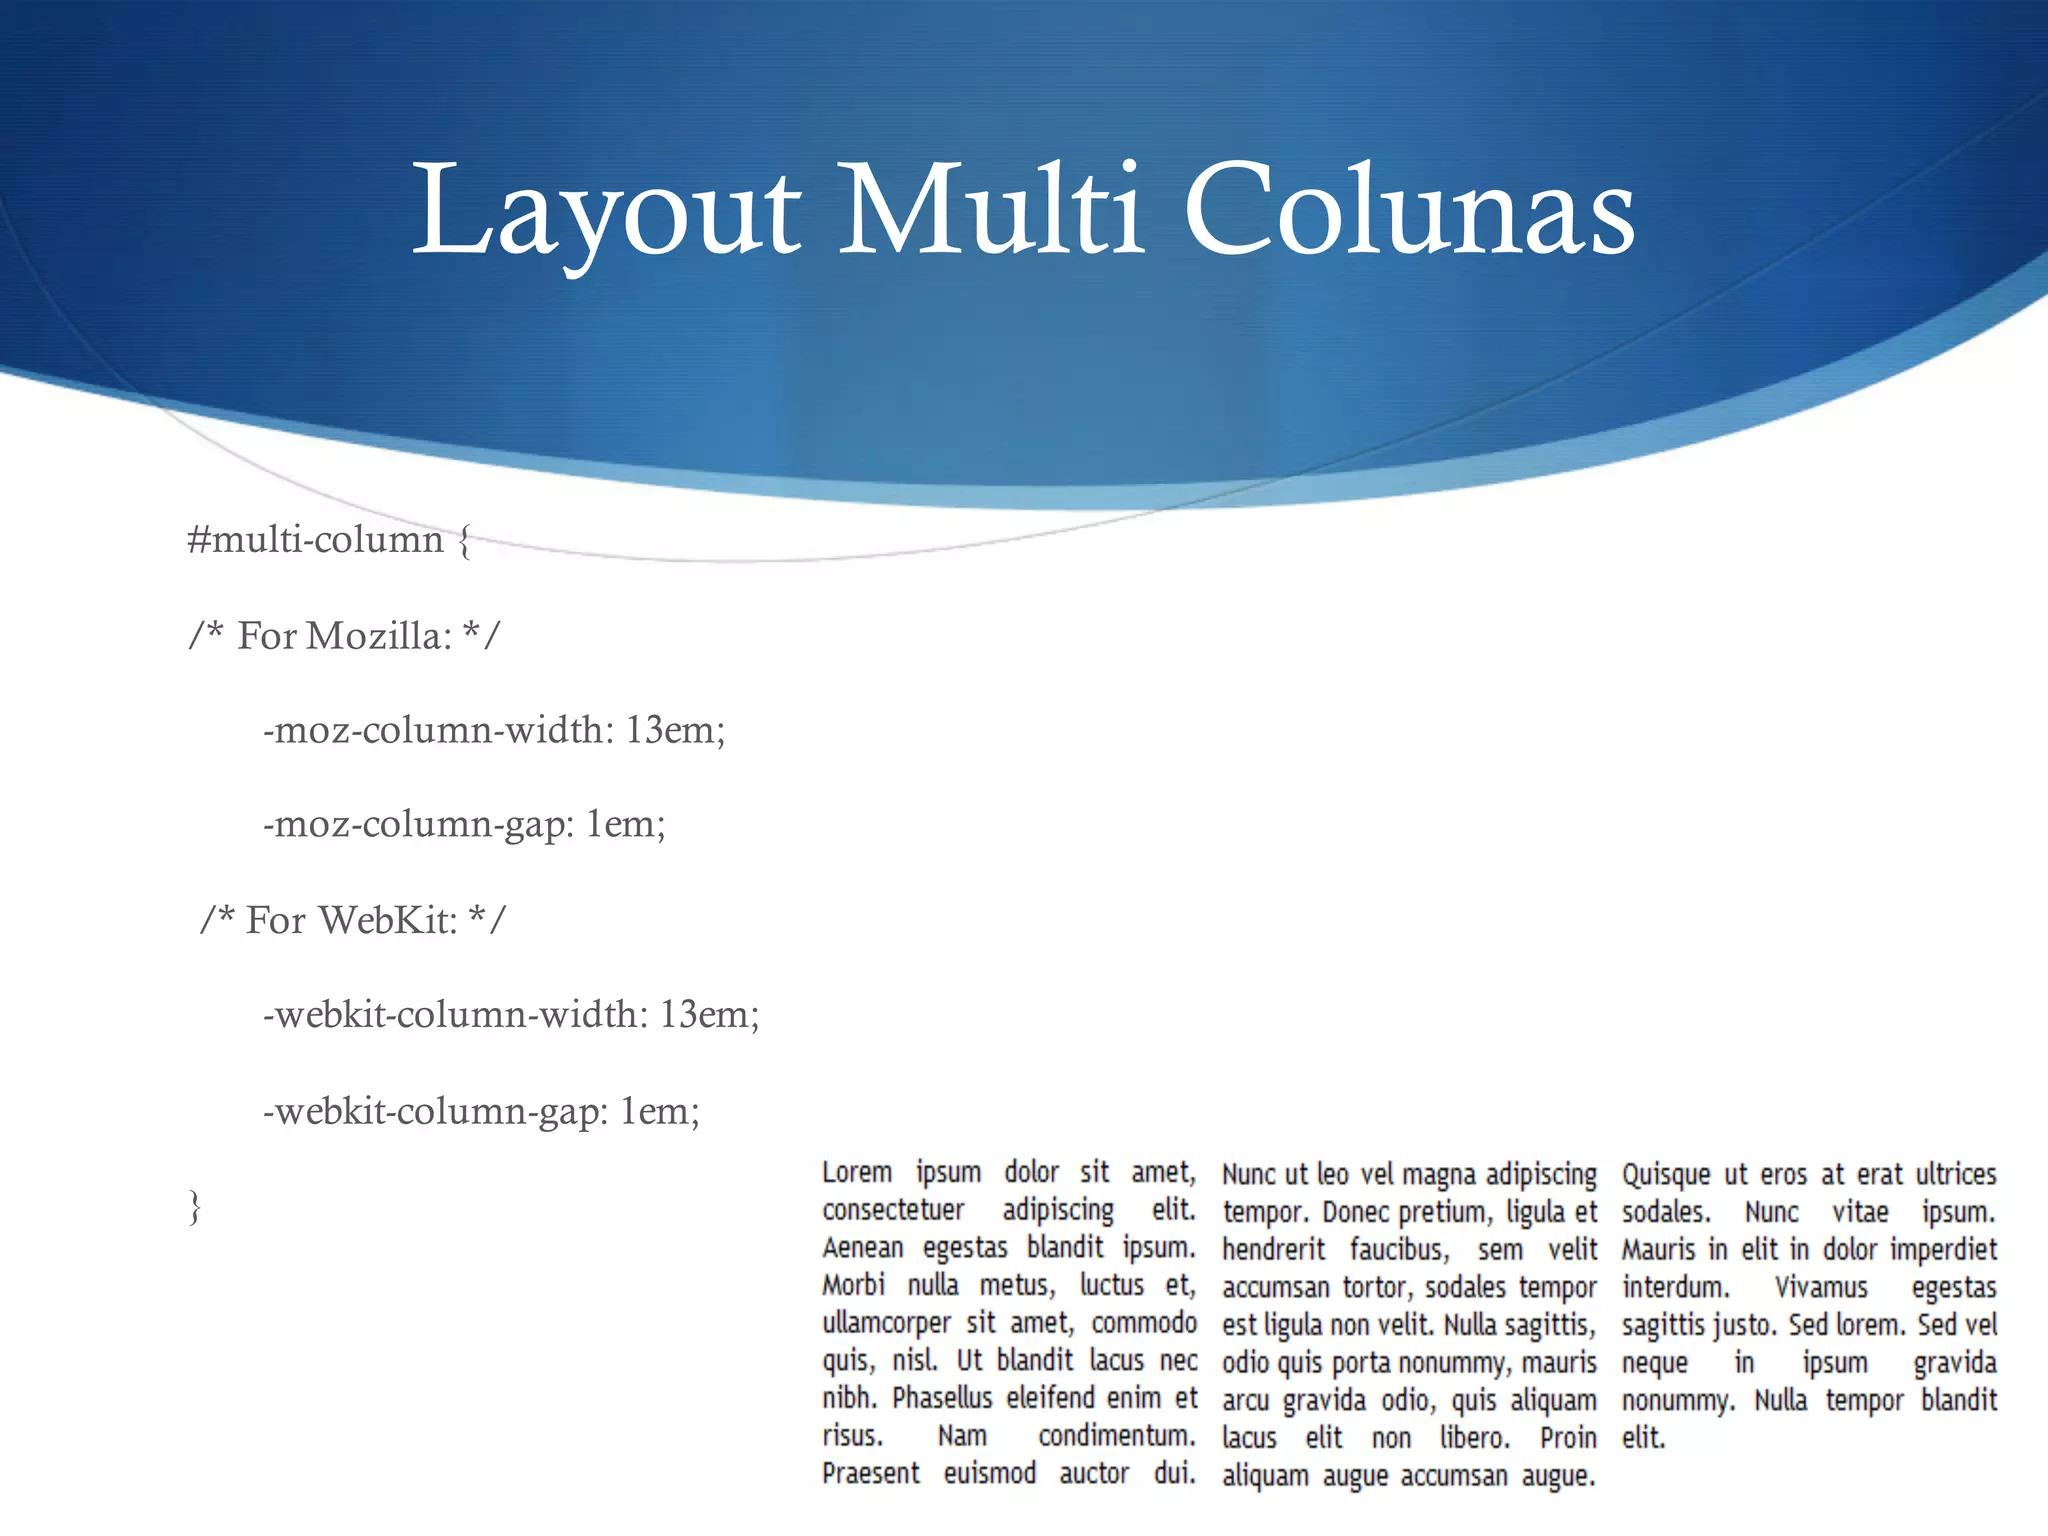 Layout Multi Colunas
#multi-column {
/* For Mozilla: */
-moz-column-width: 13em;
-moz-column-gap: 1em;
/* For WebKit: */
-webkit-column-width: 13em;
-webkit-column-gap: 1em;
}
Lorem ipsum dolor sit amet,
consectetuer adipiscing elit.
Aenean egestas blandit ipsum.
Morbi nulla metus, luctus et,
ullamcorper sit amet, commodo
quis, nisl. Ut blandit lacus nec
nibh. Phasellus eleifend enim et
risus. Nam condimentum.
Praesent euismod auctor dui.
Nunc ut leo vel magna adipiscing
tempor. Donec pretium, ligula et
hendrerit faucibus, sem velit
accumsan tortor, sodales tempor
est ligula non velit. Nulla sagittis,
odio quis porta nonummy, mauris
arcu gravida odio, quis aliquam
lacus elit non libero. Proin
aliquam augue accumsan augue.
Quisque ut eros at erat ultrices
sodales. Nunc vitae ipsum.
Mauris in elit in dolor imperdiet
interdum. Vivamus egestas
sagittis justo. Sed lorem. Sed vel
neque in ipsum gravida
nonummy. Nulla tempor blandit
elit.